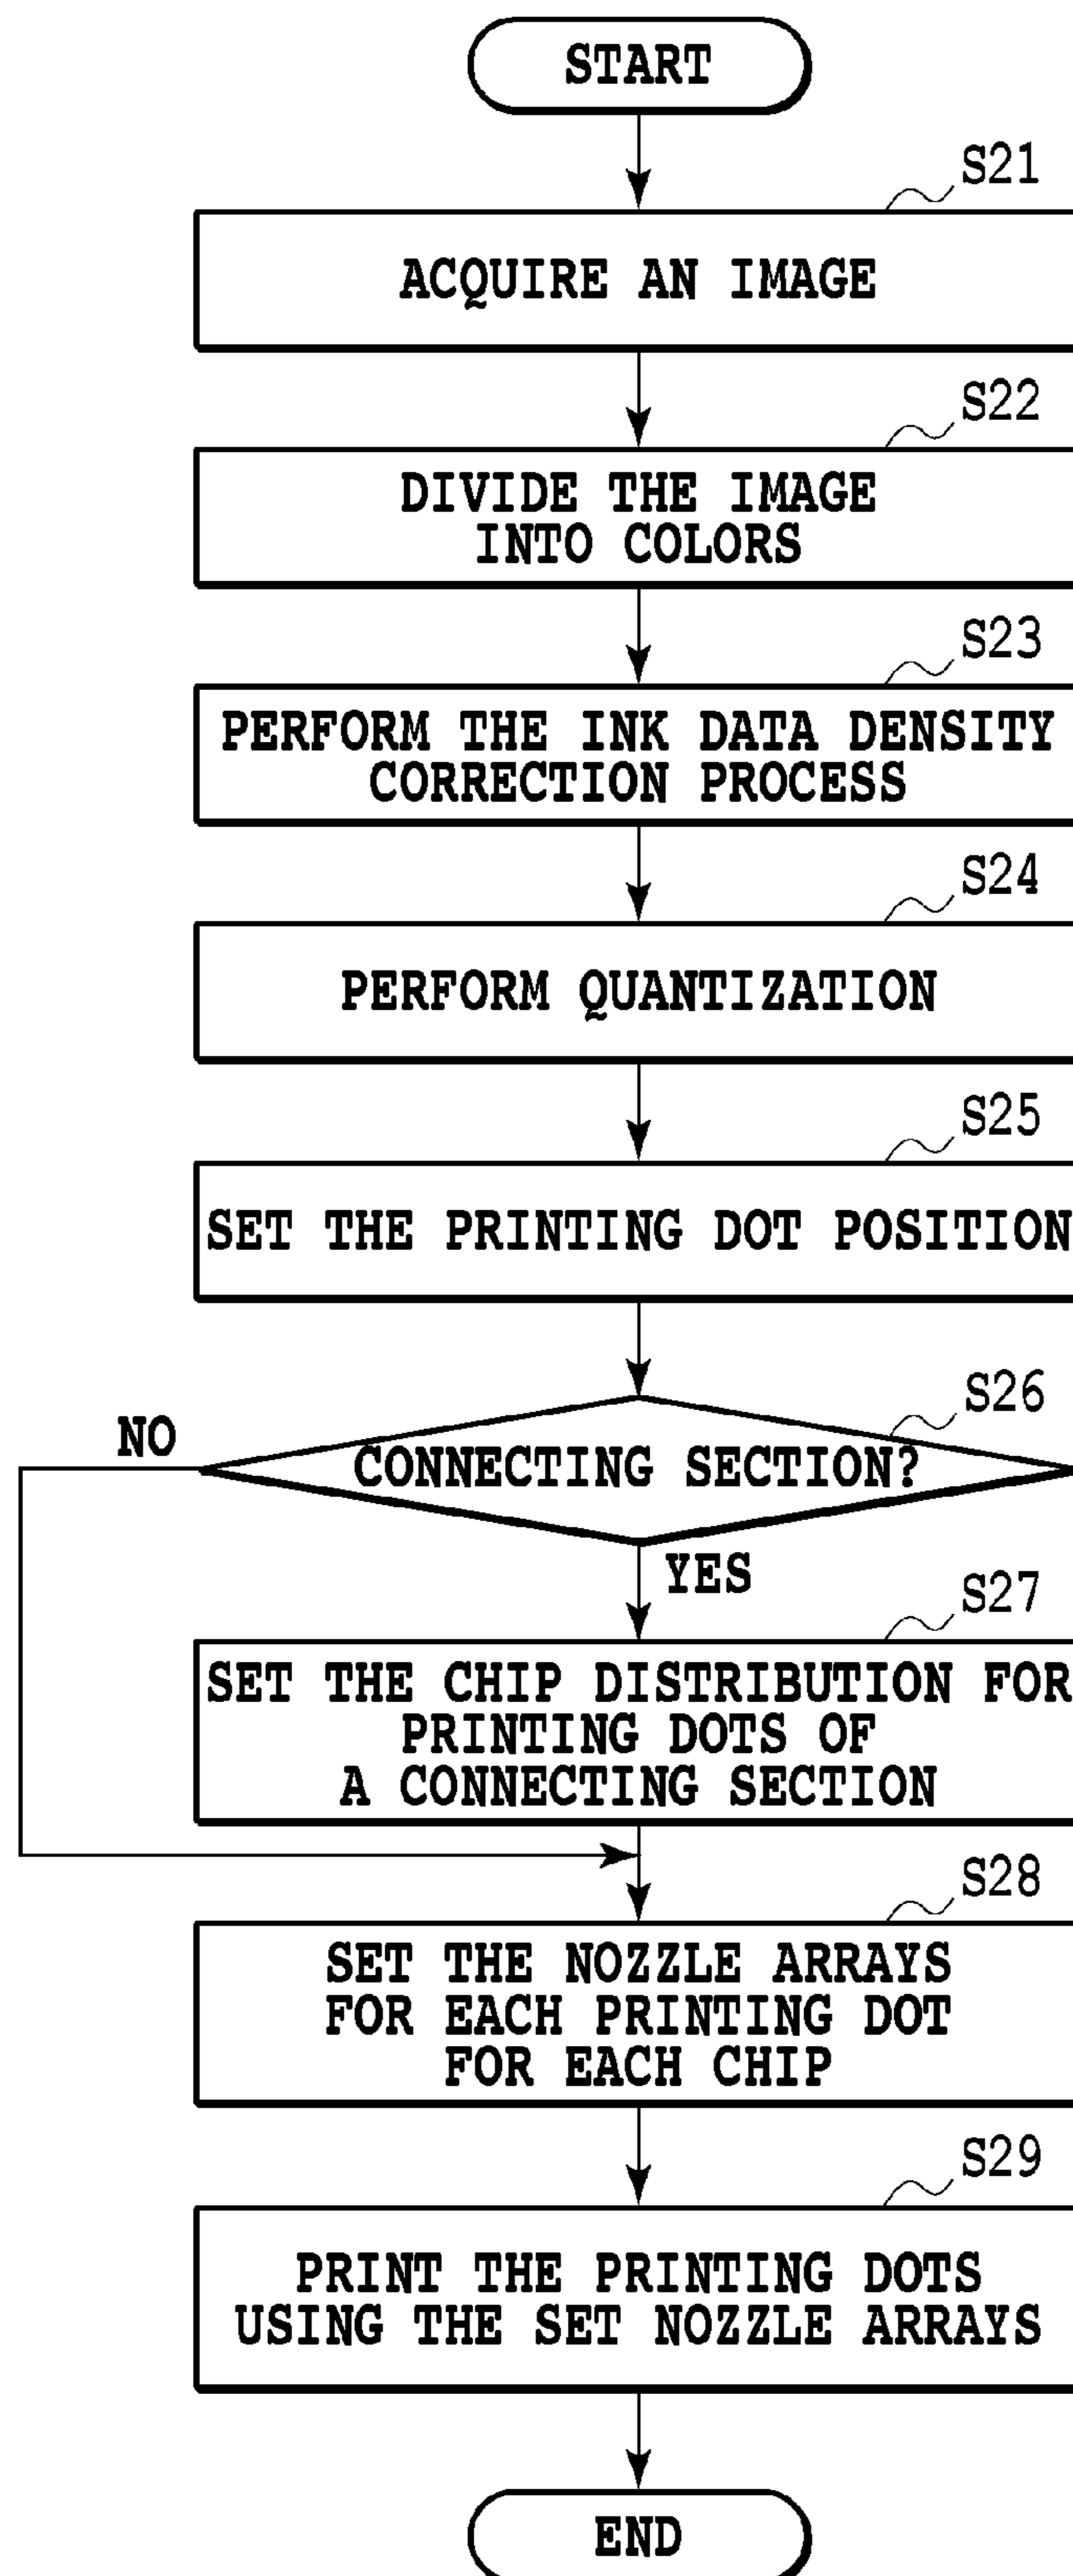 START
S21
ACQUIRE AN IMAGE
S22
DIVIDE THE IMAGE
INTO COLORS
S23
PERFORM THE INK DATA DENSITY
CORRECTION PROCESS
S24
PERFORM QUANTIZATION
S25
SET THE PRINTING DOT POSITION
S26
NO
CONNECTING SECTION?
YES
S27
SET THE CHIP DISTRIBUTION FOR
PRINTING DOTS OF
A CONNECTING SECTION
S28
SET THE NOZZLE ARRAYS
FOR EACH PRINTING DOT
FOR EACH CHIP
S29
PRINT THE PRINTING DOTS
USING THE SET NOZZLE ARRAYS
END